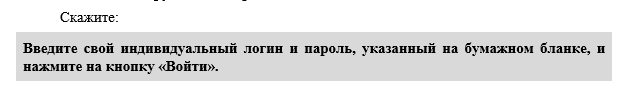 Скажите:
Введите свой индивидуальный логин и пароль, указанный на бумажном бланке, и
нажмите на кнопку «Войти».